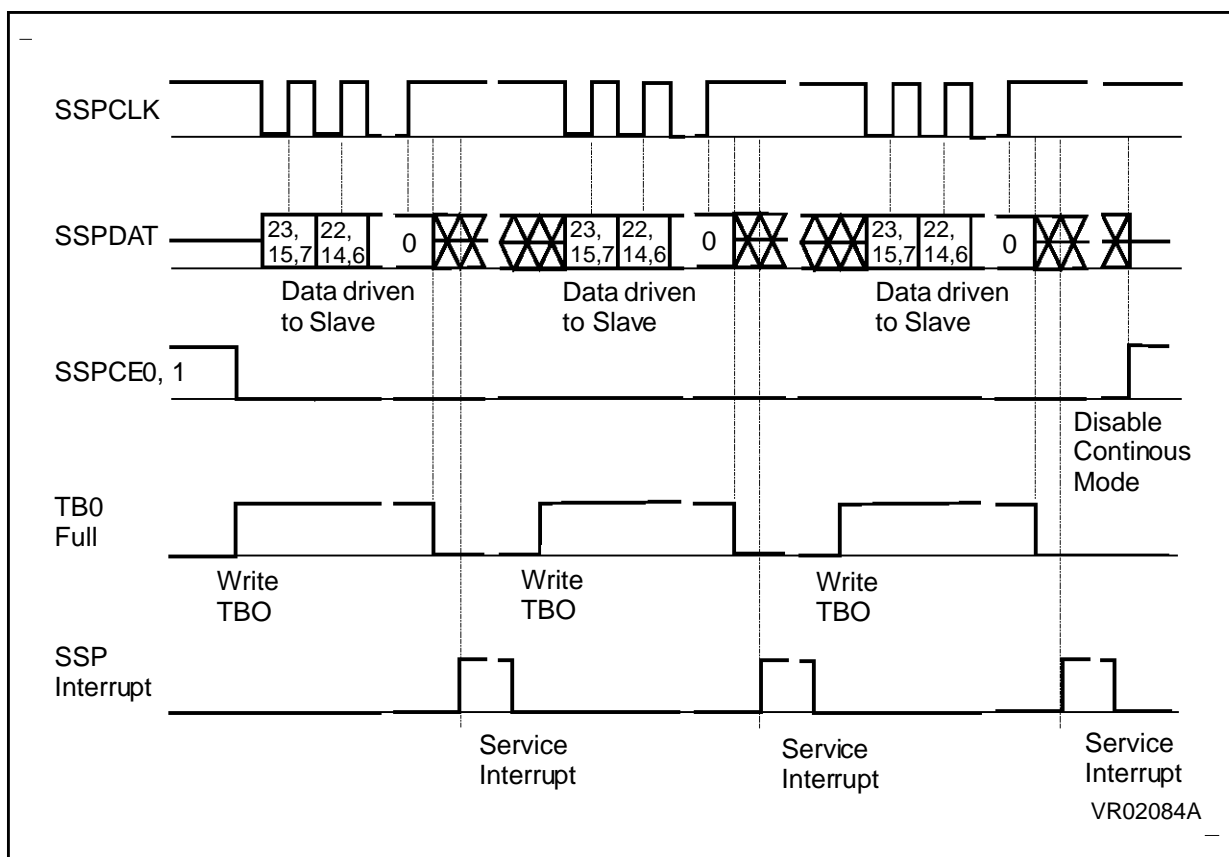 SSPCLK
SSPDAT
23,
15,7
22,
14,6
0
23,
15,7
22,
14,6
0
23,
15,7
22,
14,6
0
Data driven
to Slave
Data driven
to Slave
Data driven
to Slave
SSPCE0, 1
Disable
Continous
Mode
TB0
Full
Write
TBO
Write
TBO
Write
TBO
SSP
Interrupt
Service
Interrupt
Service
Interrupt
Service
Interrupt
VR02084A